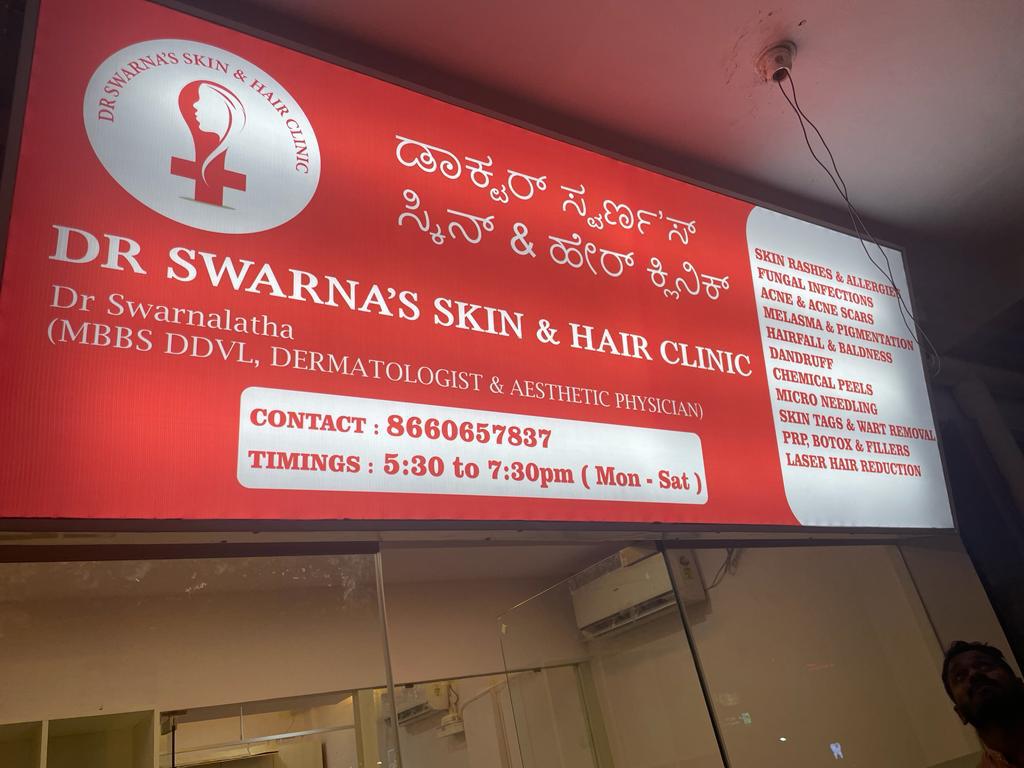 DR SWARNA'S SKIN & HAIR CLINIC
ಡಾಕ್ಟರ್ ಸ್ವರ್ಣ'ಸ್
ಸ್ಕಿನ್ & ಹೇರ್ ಕ್ಲಿನಿಕ್
DR SWARNA'S SKIN & HAIR CLINIC
Dr Swarnalatha
(MBBS DDVL, DERMATOLOGIST & AESTHETIC PHYSICIAN)
CONTACT : 8660657837
TIMINGS : 5:30 to 7:30pm ( Mon - Sat )
SKIN RASHES & ALLERGIES
FUNGAL INFECTIONS
ACNE & ACNE SCARS
MELASMA & PIGMENTATION
HAIRFALL & BALDNESS
DANDRUFF
CHEMICAL PEELS
MICRO NEEDLING
SKIN TAGS & WART REMOVAL
PRP, BOTOX & FILLERS
LASER HAIR REDUCTION